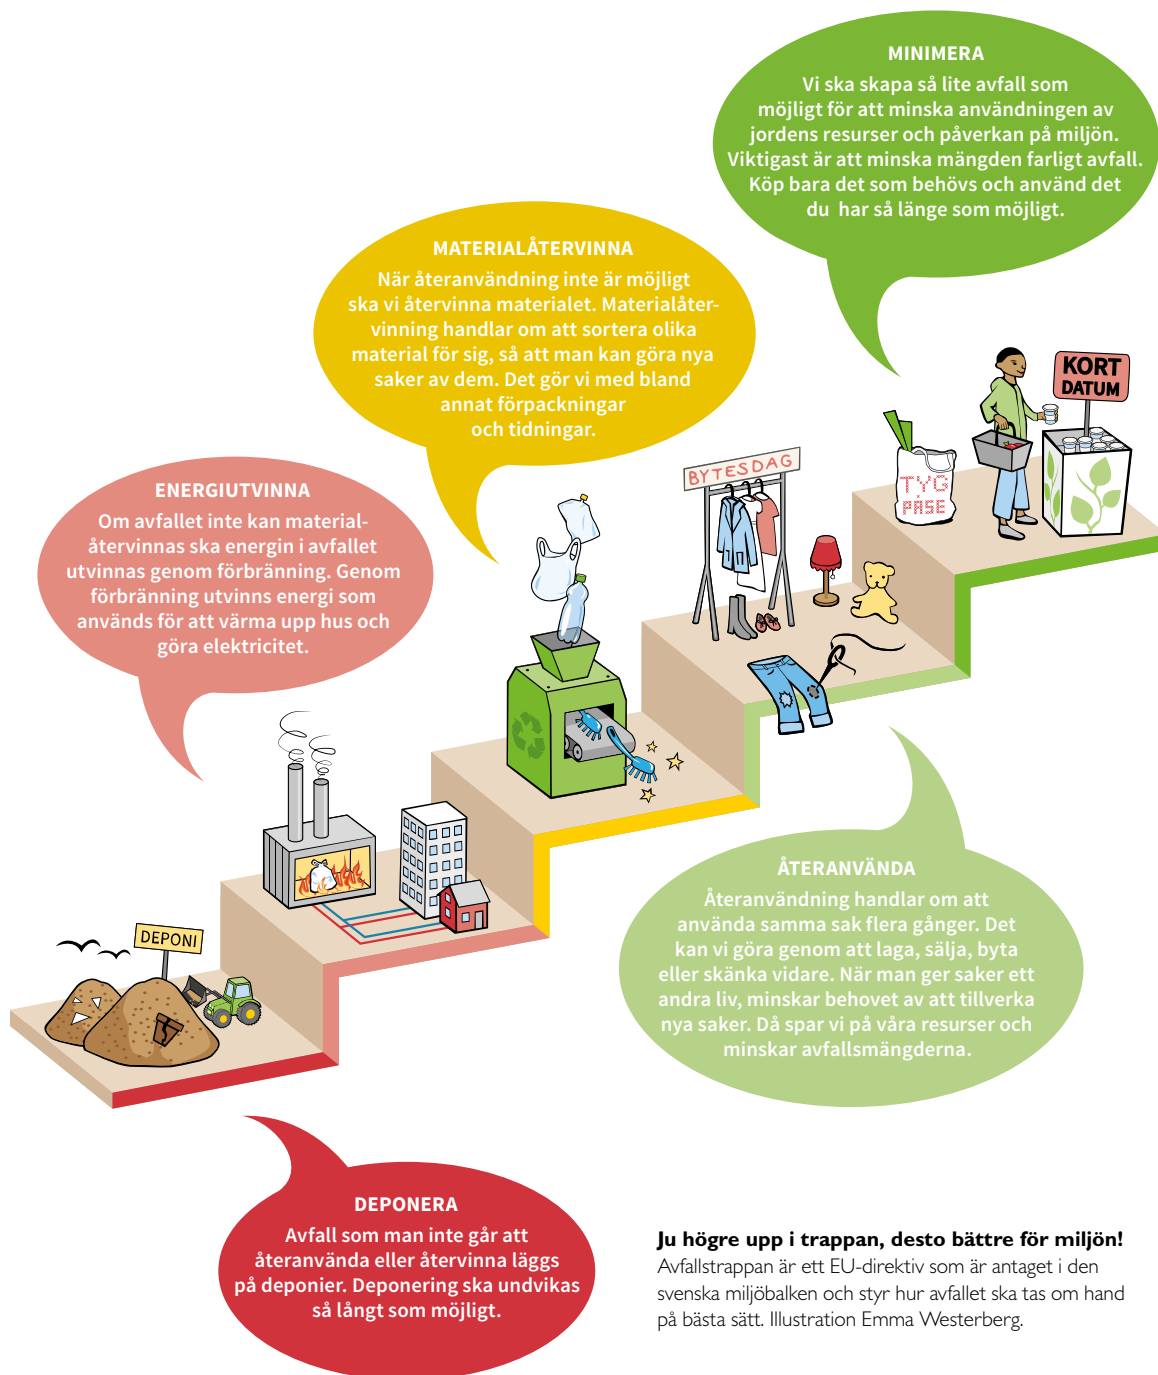 MINIMERA
Vi ska skapa så lite avfall som
möjligt för att minska användningen av
jordens resurser och påverkan på miljön.
Viktigast är att minska mängden farligt avfall.
Köp bara det som behövs och använd det
du har så länge som möjligt.
MATERIALÅTERVINNA
När återanvändning inte är möjligt
ska vi återvinna materialet. Materialåter-
vinning handlar om att sortera olika
material för sig, så att man kan göra nya
saker av dem. Det gör vi med bland
annat förpackningar
och tidningar.
KORT
DATUM
BYTESDAG
TYG
PÅSE
ENERGIUTVINNA
Om avfallet inte kan material-
återvinnas ska energin i avfallet
utvinnas genom förbränning. Genom
förbränning utvinns energi som
används för att värma upp hus och
göra elektricitet.
ÅTERANVÄNDA
Återanvändning handlar om att
använda samma sak flera gånger. Det
kan vi göra genom att laga, sälja, byta
eller skänka vidare. När man ger saker ett
andra liv, minskar behovet av att tillverka
nya saker. Då spar vi på våra resurser och
minskar avfallsmängderna.
DEPONI
DEPONERA
Avfall som man inte går att
återanvända eller återvinna läggs
på deponier. Deponering ska undvikas
så långt som möjligt.
Ju högre upp i trappan, desto bättre för miljön!
Avfallstrappan är ett EU-direktiv som är antaget i den
svenska miljöbalken och styr hur avfallet ska tas om hand
på bästa sätt. Illustration Emma Westerberg.